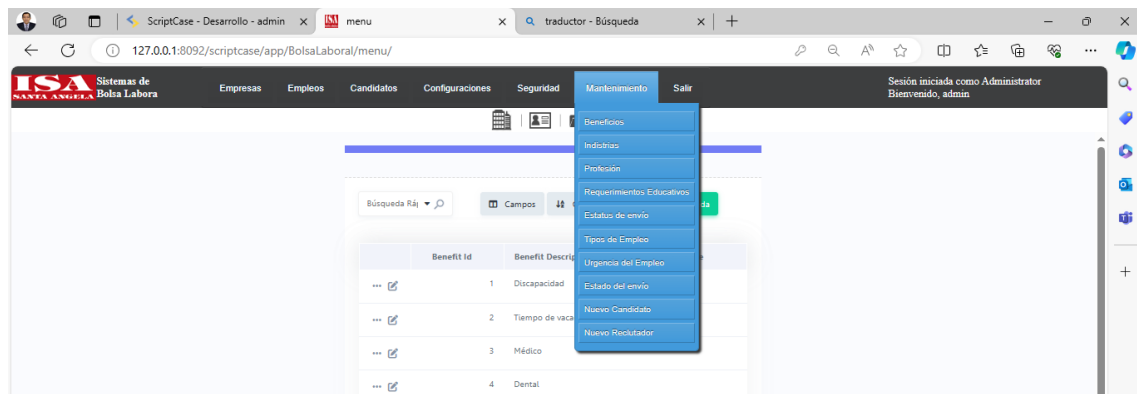 ScriptCase - Desarrollo - admin
menu
traductor - Búsqueda
127.0.0.1:8092/scriptcase/app/BolsaLaboral/menu/
ISA
SANTA ANGELA
Sistemas de
Bolsa Labora
Empresas
Empleos
Candidatos
Configuraciones
Seguridad
Mantenimiento
Salir
Sesión iniciada como Administrator
Bienvenido, admin
Beneficios
Indistrias
Profesión
Requerimientos Educativos
Estatus de envío
Tipos de Empleo
Urgencia del Empleo
Estado del envío
Nuevo Candidato
Nuevo Reclutador
Búsqueda Ráp
Campos
Benefit Id
Benefit Descrip
1 Discapacidad
2 Tiempo de vaca
3 Médico
4 Dental